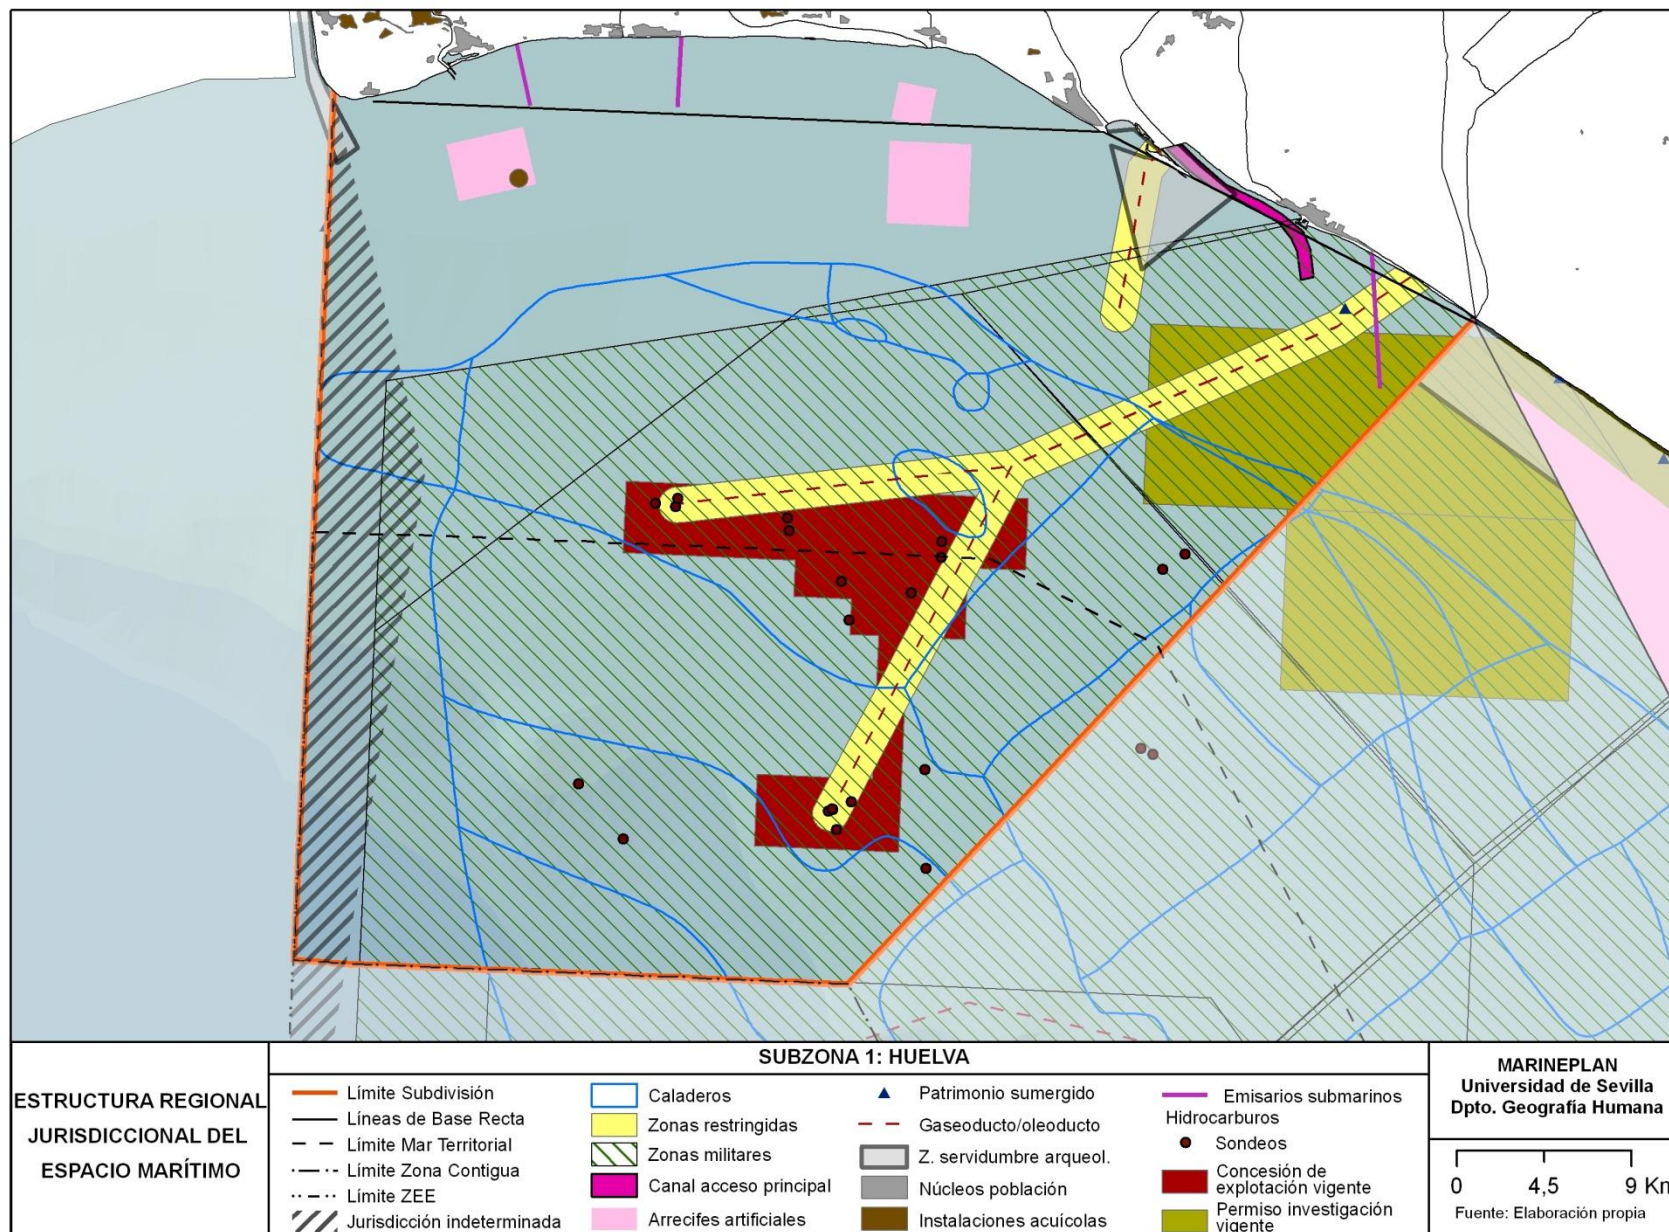 ESTRUCTURA REGIONAL
JURISDICCIONAL DEL
ESPACIO MARÍTIMO
SUBZONA 1: HUELVA
Límite Subdivisión
Líneas de Base Recta
Límite Mar Territorial
Límite Zona Contigua
Límite ZEE
Jurisdicción indeterminada
Caladeros
Zonas restringidas
Zonas militares
Canal acceso principal
Arrecifes artificiales
Patrimonio sumergido
Gaseoducto/oleoducto
Z. servidumbre arqueol.
Núcleos población
Instalaciones acuícolas
Emisarios submarinos
Hidrocarburos
Sondeos
Concesión de
explotación vigente
Permiso investigación
vigente
MARINEPLAN
Universidad de Sevilla
Dpto. Geografía Humana
0 4,5 9 Km
Fuente: Elaboración propia